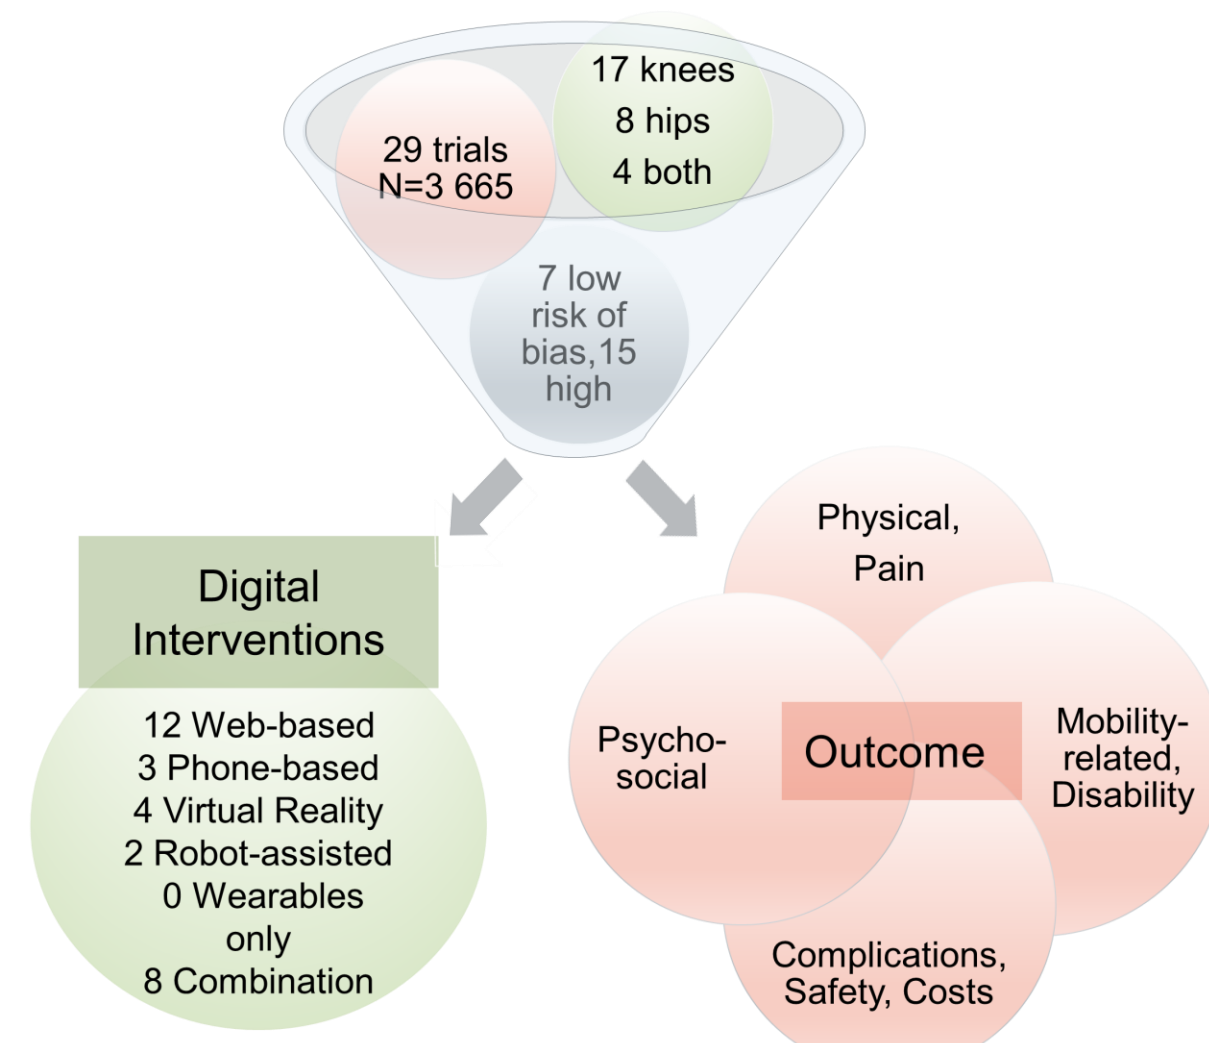 29 trials
N=3 665
17 knees
8 hips
4 both
7 low
risk of
bias,15
high
Digital
Interventions
12 Web-based
3 Phone-based
4 Virtual Reality
2 Robot-assisted
0 Wearables
only
8 Combination
Physical,
Pain
Psycho-
social
Outcome
Mobility-
related,
Disability
Complications,
Safety, Costs